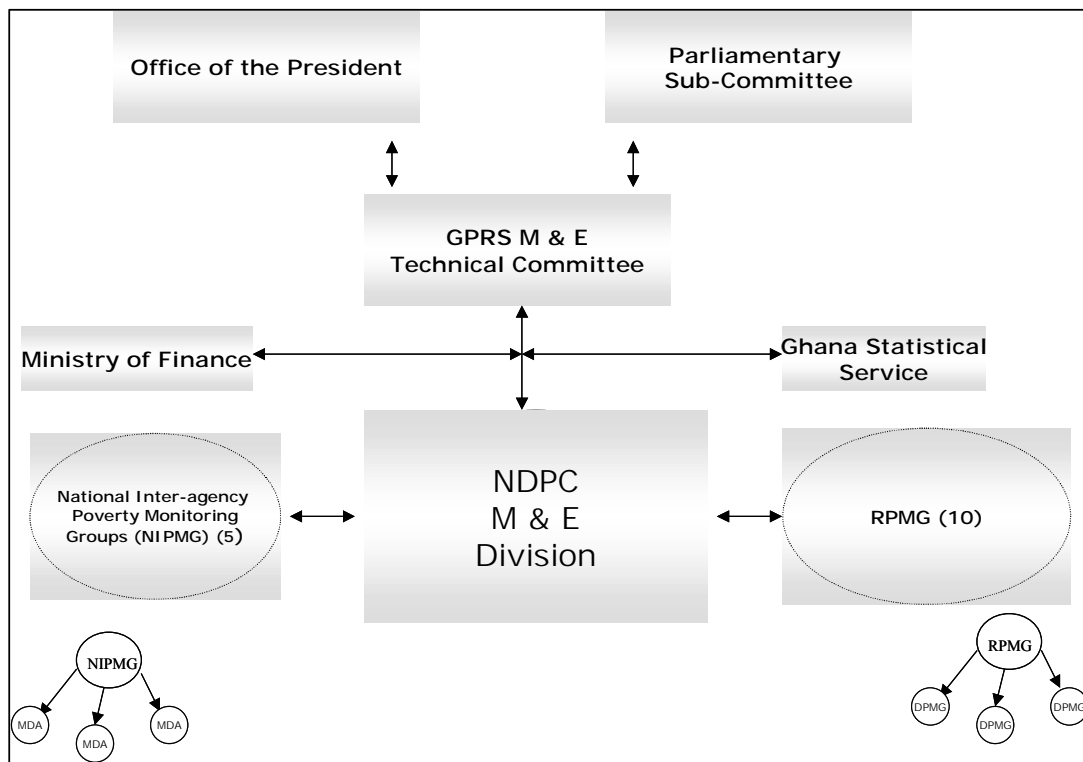 Office of the President
Parliamentary
Sub-Committee
GPRS M & E
Technical Committee
Ministry of Finance
Ghana Statistical
Service
National Inter-agency
Poverty Monitoring
Groups (NIPMG) (5)
NDPC
M & E
Division
RPMG (10)
NIPMG
MDA
MDA
MDA
RPMG
DPMG
DPMG
DPMG